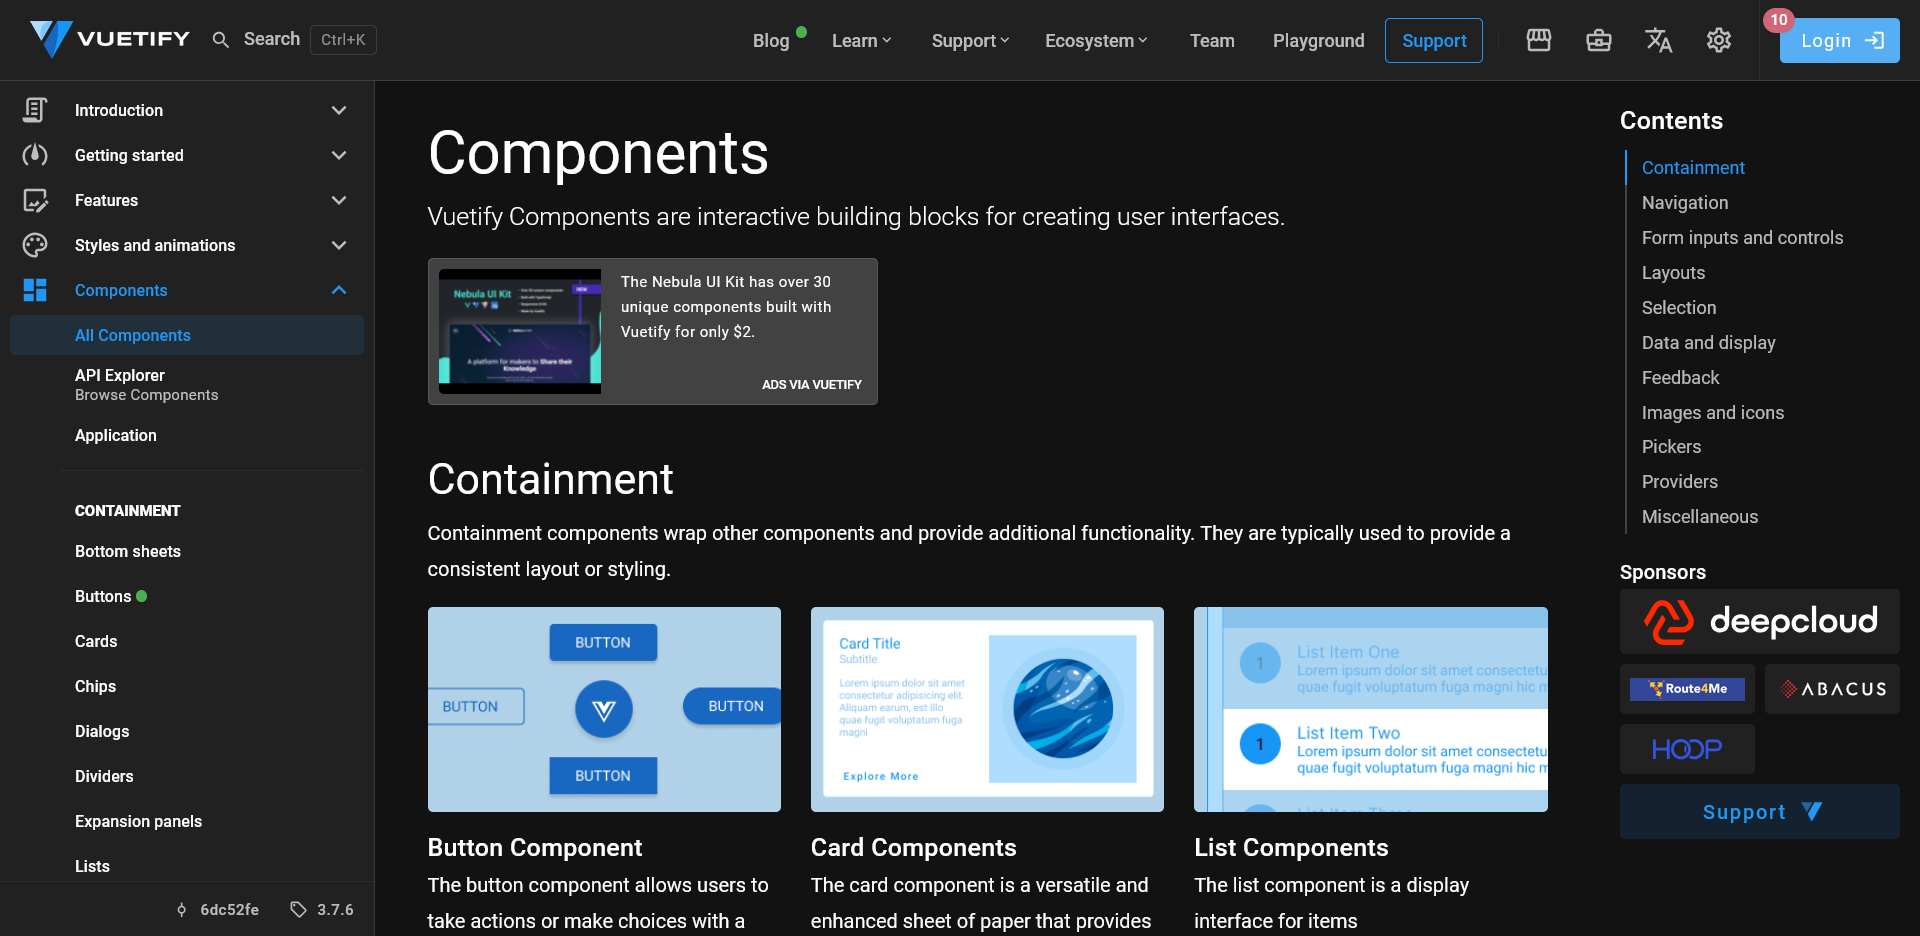 VUETIFY
Search
Ctrl+K
Blog
Learn
Support
Ecosystem
Team
Playground
Support
10
Login
Introduction
Getting started
Features
Styles and animations
Components
All Components
API Explorer
Browse Components
Application
CONTAINMENT
Bottom sheets
Buttons
Cards
Chips
Dialogs
Dividers
Expansion panels
Lists
6dc52fe
3.7.6
Components
Vuetify Components are interactive building blocks for creating user interfaces.
Nebula UI Kit
NEW
A platform for makers to Share their
Knowledge
The Nebula UI Kit has over 30
unique components built with
Vuetify for only $2.
ADS VIA VUETIFY
Containment
Containment components wrap other components and provide additional functionality. They are typically used to provide a
consistent layout or styling.
BUTTON
BUTTON
BUTTON
BUTTON
Button Component
The button component allows users to
take actions or make choices with a
Card Title
Subtitle
Lorem ipsum dolor sit amet
consectetur adipisicing elit.
Aliquam earum, est illo
quae fugit voluptatum fuga
magni
Explore More
Card Components
The card component is a versatile and
enhanced sheet of paper that provides
1
List Item One
Lorem ipsum dolor sit amet consectetu
quae fugit voluptatum fuga magni hic m
1
List Item Two
Lorem ipsum dolor sit amet consectetu
quae fugit voluptatum fuga magni hic m
List Item Three
List Components
The list component is a display
interface for items
Contents
Containment
Navigation
Form inputs and controls
Layouts
Selection
Data and display
Feedback
Images and icons
Pickers
Providers
Miscellaneous
Sponsors
deepcloud
Route4Me
ABACUS
HOOP
Support